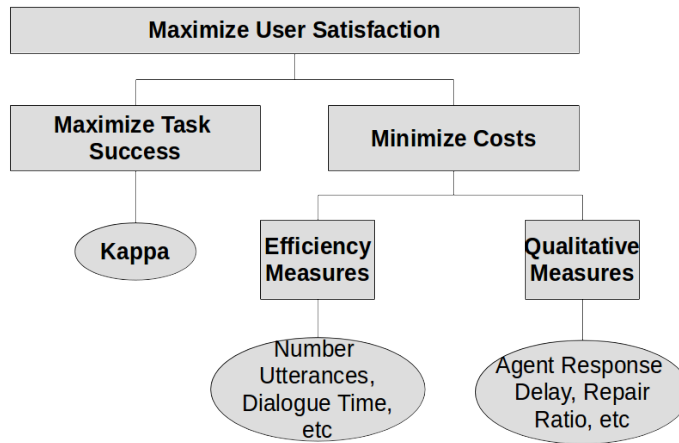 Maximize User Satisfaction
Maximize Task
Success
Minimize Costs
Kappa
Efficiency
Measures
Qualitative
Measures
Number
Utterances,
Dialogue Time,
etc
Agent Response
Delay, Repair
Ratio, etc